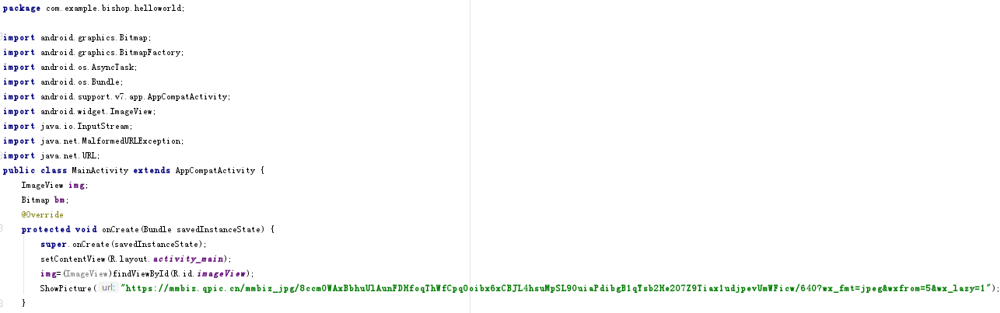 package com.example.bishop.helloworld;
import android.graphics.Bitmap;
import android.graphics.BitmapFactory;
import android.os.AsyncTask;
import android.os.Bundle;
import android.support.v7.app.AppCompatActivity;
import android.widget.ImageView;
import java.io.InputStream;
import java.net.MalformedURLException;
import java.net.URL;
public class MainActivity extends AppCompatActivity {
ImageView img;
Bitmap bm;
@Override
protected void onCreate(Bundle savedInstanceState) {
super.onCreate(savedInstanceState);
setContentView(R.layout.activity_main);
img=(ImageView)findViewById(R.id.imageView);
ShowPicture( url: "https://mmbiz.qpic.cn/mmbiz_jpg/8ccmOWAxBbhuUlAunFDHfoqThWfCpqOoibx6xCBJL4hsuMpSL90uiaPdibgB1qYsb2He207Z9Tiax1udjpevUmWFicw/640?wx_fmt=jpeg&wxfrom=5&wx_lazy=1");
}